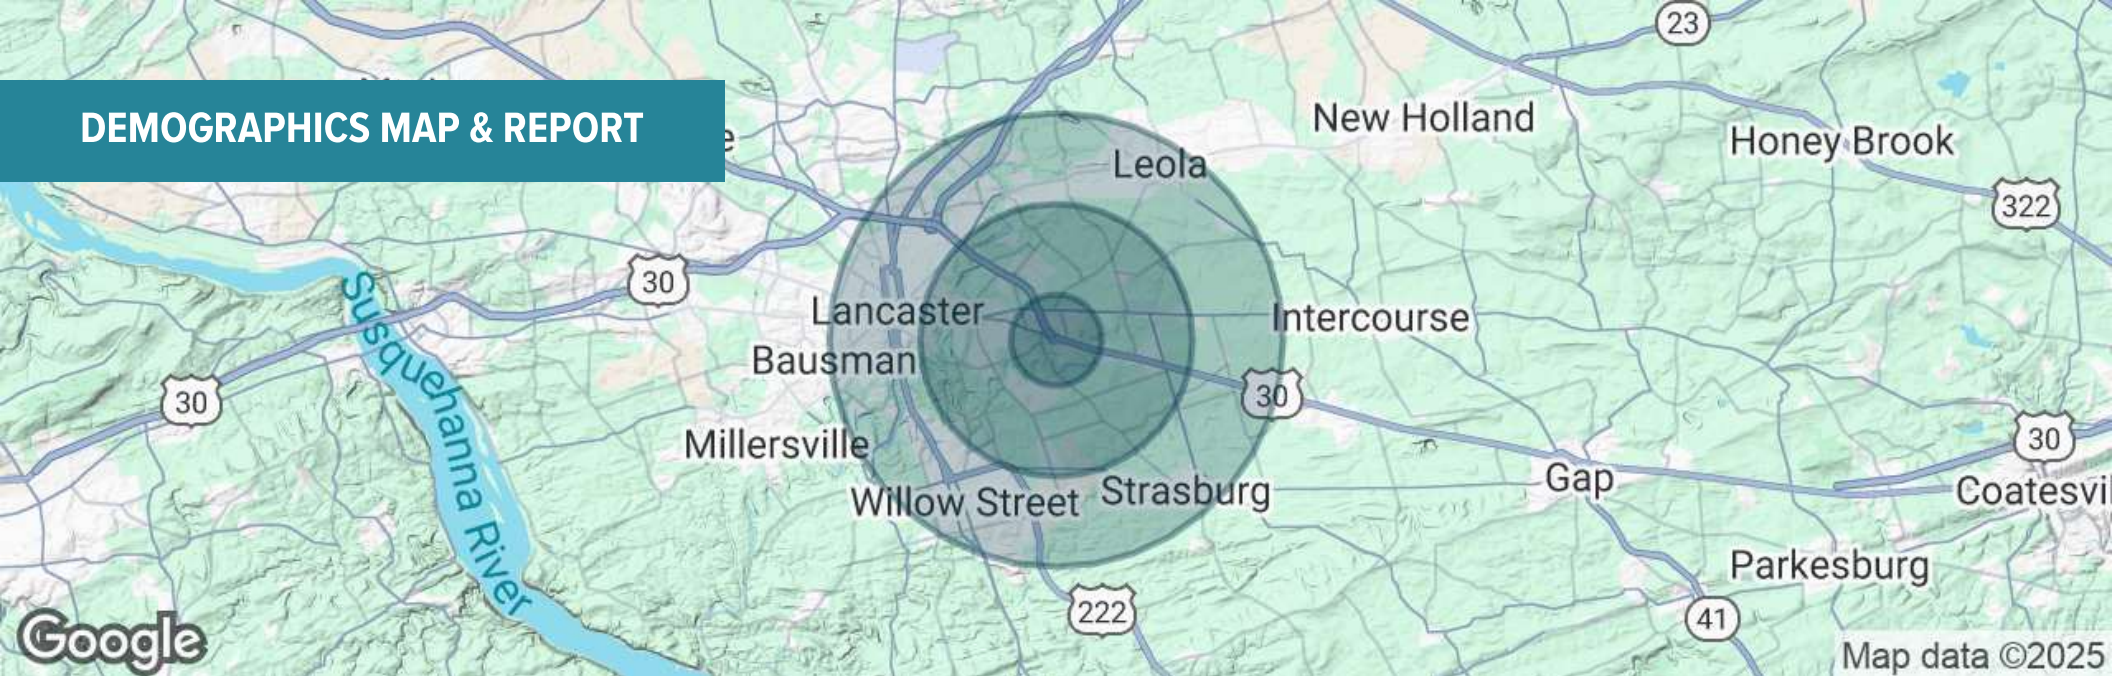 23
DEMOGRAPHICS MAP & REPORT
New Holland
Honey Brook
Leola
322
30
Susquehanna River
Lancaster
Intercourse
Bausman
30
30
30
Millersville
Gap
Willow Street
Strasburg
Coatesvil
Parkesburg
222
41
Google
Map data ©2025